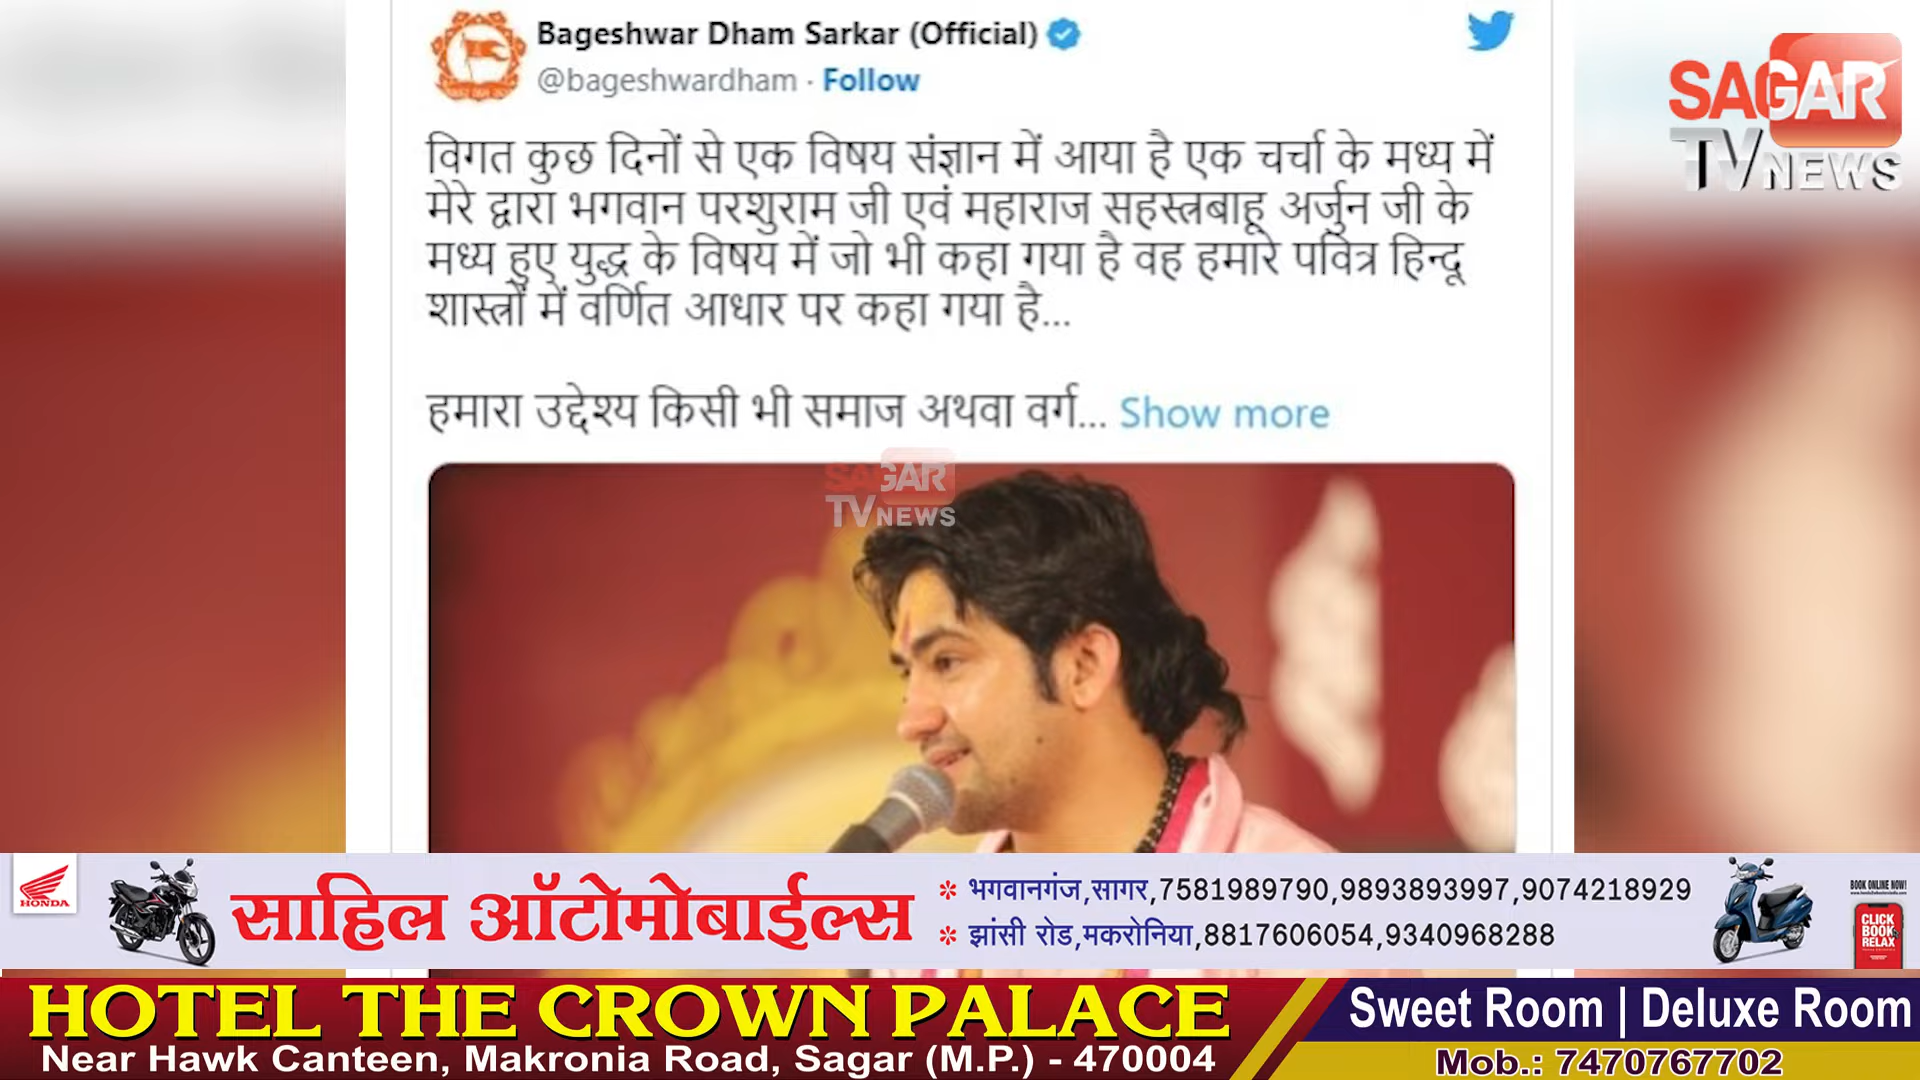 Bageshwar Dham Sarkar (Official)
@bageshwardham · Follow
विगत कुछ दिनों से एक विषय संज्ञान में आया है एक चर्चा के मध्य में
मेरे द्वारा भगवान परशुराम जी एवं महाराज सहस्त्रबाहू अर्जुन जी के
मध्य हुए युद्ध के विषय में जो भी कहा गया है वह हमारे पवित्र हिन्दू
शास्त्रों में वर्णित आधार पर कहा गया है...
हमारा उद्देश्य किसी भी समाज अथवा वर्ग... Show more
SAGAR
TV NEWS
SAGAR
TV NEWS
HONDA
साहिल ऑटोमोबाईल्स
* भगवानगंज,सागर,7581989790,9893893997,9074218929
* झांसी रोड,मकरोनिया,8817606054,9340968288
BOOK ONLINE NOW!
CLICK
BOOK
RELAX
HOTEL THE CROWN PALACE
Near Hawk Canteen, Makronia Road, Sagar (M.P.) - 470004
Sweet Room | Deluxe Room
Mob.: 7470767702